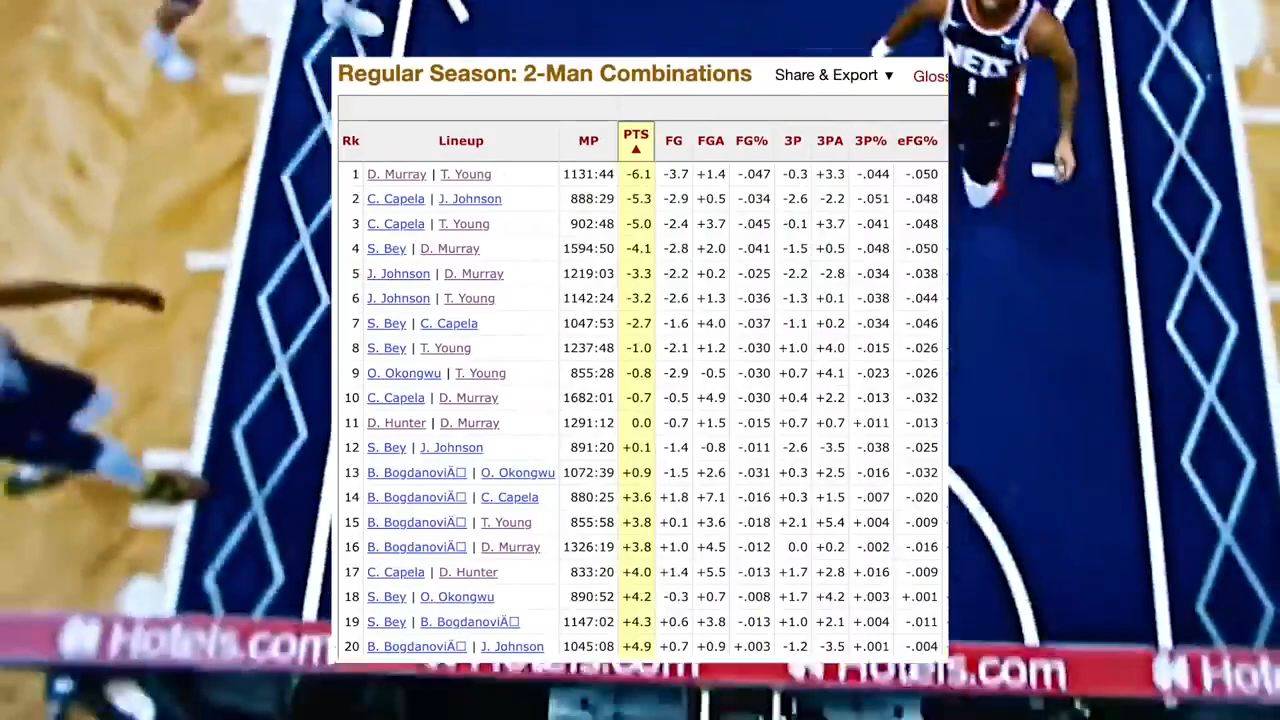 NETS
1
Regular Season: 2-Man Combinations Share & Export ▼ Glos
Rk Lineup MP PTS ▲ FG FGA FG% 3P 3PA 3P% eFG%
1 D. Murray | T. Young 1131:44 -6.1 -3.7 +1.4 -.047 -0.3 +3.3 -.044 -.050
2 C. Capela | J. Johnson 888:29 -5.3 -2.9 +0.5 -.034 -2.6 -2.2 -.051 -.048
3 C. Capela | T. Young 902:48 -5.0 -2.4 +3.7 -.045 -0.1 +3.7 -.041 -.048
4 S. Bey | D. Murray 1594:50 -4.1 -2.8 +2.0 -.041 -1.5 +0.5 -.048 -.050
5 J. Johnson | D. Murray 1219:03 -3.3 -2.2 +0.2 -.025 -2.2 -2.8 -.034 -.038
6 J. Johnson | T. Young 1142:24 -3.2 -2.6 +1.3 -.036 -1.3 +0.1 -.038 -.044
7 S. Bey | C. Capela 1047:53 -2.7 -1.6 +4.0 -.037 -1.1 +0.2 -.034 -.046
8 S. Bey | T. Young 1237:48 -1.0 -2.1 +1.2 -.030 +1.0 +4.0 -.015 -.026
9 O. Okongwu | T. Young 855:28 -0.8 -2.9 -0.5 -.030 +0.7 +4.1 -.023 -.026
10 C. Capela | D. Murray 1682:01 -0.7 -0.5 +4.9 -.030 +0.4 +2.2 -.013 -.032
11 D. Hunter | D. Murray 1291:12 0.0 -0.7 +1.5 -.015 +0.7 +0.7 +.011 -.013
12 S. Bey | J. Johnson 891:20 +0.1 -1.4 -0.8 -.011 -2.6 -3.5 -.038 -.025
13 B. BogdanoviÄ□ | O. Okongwu 1072:39 +0.9 -1.5 +2.6 -.031 +0.3 +2.5 -.016 -.032
14 B. BogdanoviÄ□ | C. Capela 880:25 +3.6 +1.8 +7.1 -.016 +0.3 +1.5 -.007 -.020
15 B. BogdanoviÄ□ | T. Young 855:58 +3.8 +0.1 +3.6 -.018 +2.1 +5.4 +.004 -.009
16 B. BogdanoviÄ□ | D. Murray 1326:19 +3.8 +1.0 +4.5 -.012 0.0 +0.2 -.002 -.016
17 C. Capela | D. Hunter 833:20 +4.0 +1.4 +5.5 -.013 +1.7 +2.8 +.016 -.009
18 S. Bey | O. Okongwu 890:52 +4.2 -0.3 +0.7 -.008 +1.7 +4.2 +.003 +.001
19 S. Bey | B. BogdanoviÄ□ 1147:02 +4.3 +0.6 +3.8 -.013 +1.0 +2.1 +.004 -.011
20 B. BogdanoviÄ□ | J. Johnson 1045:08 +4.9 +0.7 +0.9 +.003 -1.2 -3.5 +.001 -.004
Hotels.com Hotels.com Hotels.com Hot